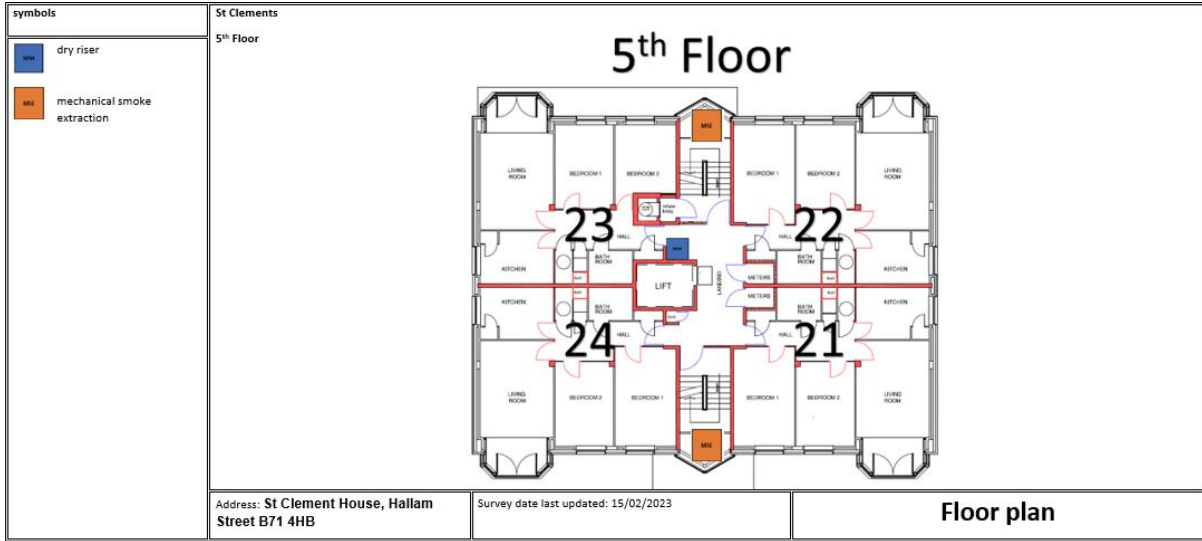 symbols
St Clements
5th Floor
dry riser
MSE
mechanical smoke
extraction
5th Floor
MSE
LIVING
ROOM
BEDROOM 1
BEDROOM 2
BEDROOM 1
BEDROOM 2
LIVING
ROOM
23
22
HALL
HALL
KITCHEN
BATH
ROOM
BATH
ROOM
KITCHEN
LIFT
LANDING
METERS
METERS
KITCHEN
BATH
ROOM
BATH
ROOM
KITCHEN
24
HALL
HALL
21
LIVING
ROOM
BEDROOM 2
BEDROOM 1
BEDROOM 1
BEDROOM 2
LIVING
ROOM
MSE
Address: St Clement House, Hallam
Street B71 4HB
Survey date last updated: 15/02/2023
Floor plan